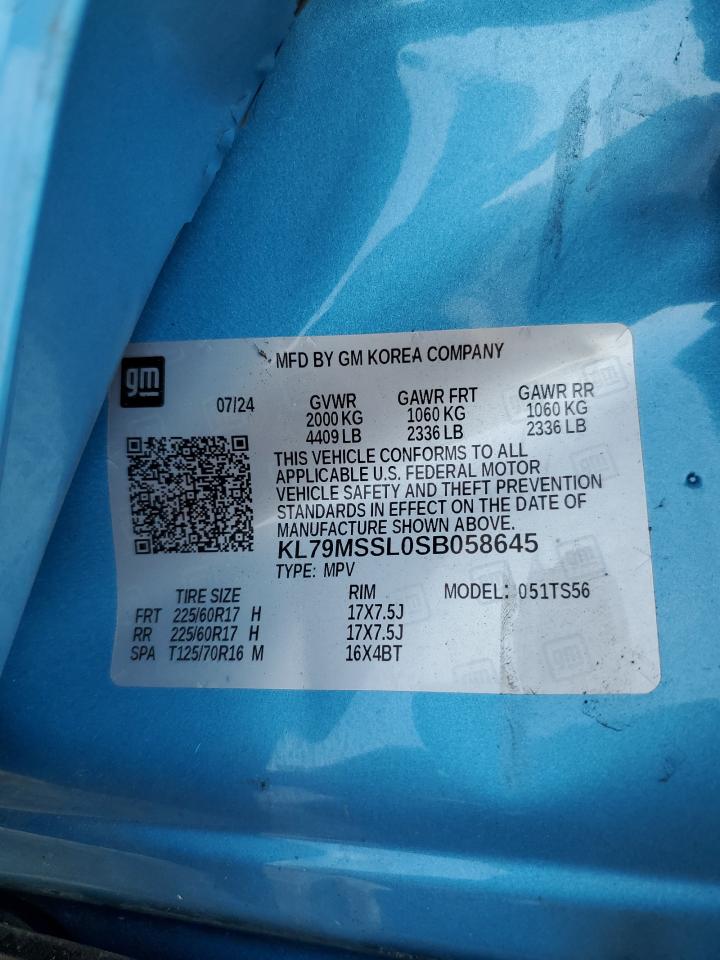 MFD BY GM KOREA COMPANY
gm
07/24
GVWR GAWR FRT GAWR RR
2000 KG 1060 KG 1060 KG
4409 LB 2336 LB 2336 LB
THIS VEHICLE CONFORMS TO ALL
APPLICABLE U.S. FEDERAL MOTOR
VEHICLE SAFETY AND THEFT PREVENTION
STANDARDS IN EFFECT ON THE DATE OF
MANUFACTURE SHOWN ABOVE.
KL79MSSL0SB058645
TYPE: MPV
TIRE SIZE RIM MODEL: 051TS56
FRT 225/60R17 H 17X7.5J
RR 225/60R17 H 17X7.5J
SPA T125/70R16 M 16X4BT